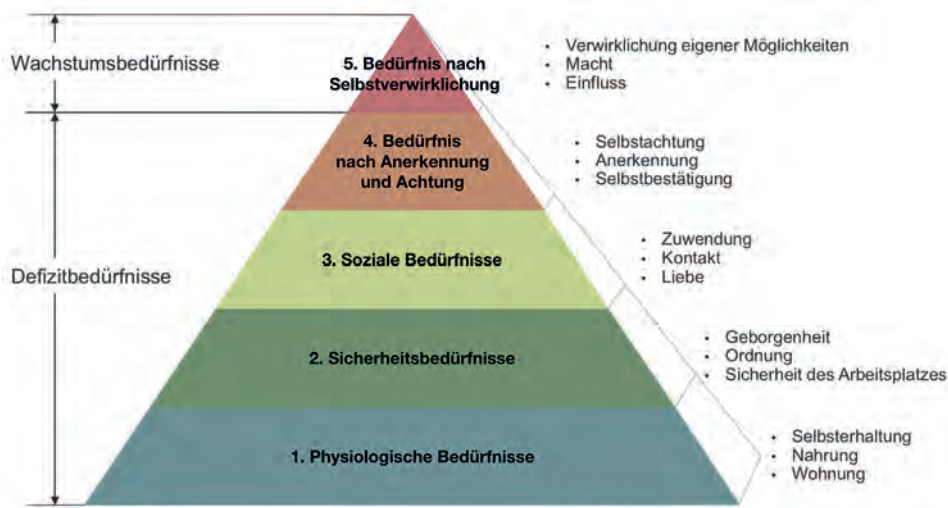 Wachstumsbedürfnisse
5. Bedürfnis nach
Selbstverwirklichung
• Verwirklichung eigener Möglichkeiten
• Macht
• Einfluss
4. Bedürfnis
nach Anerkennung
und Achtung
• Selbstachtung
• Anerkennung
• Selbstbestätigung
Defizitbedürfnisse
3. Soziale Bedürfnisse
• Zuwendung
• Kontakt
• Liebe
2. Sicherheitsbedürfnisse
• Geborgenheit
• Ordnung
• Sicherheit des Arbeitsplatzes
1. Physiologische Bedürfnisse
• Selbsterhaltung
• Nahrung
• Wohnung